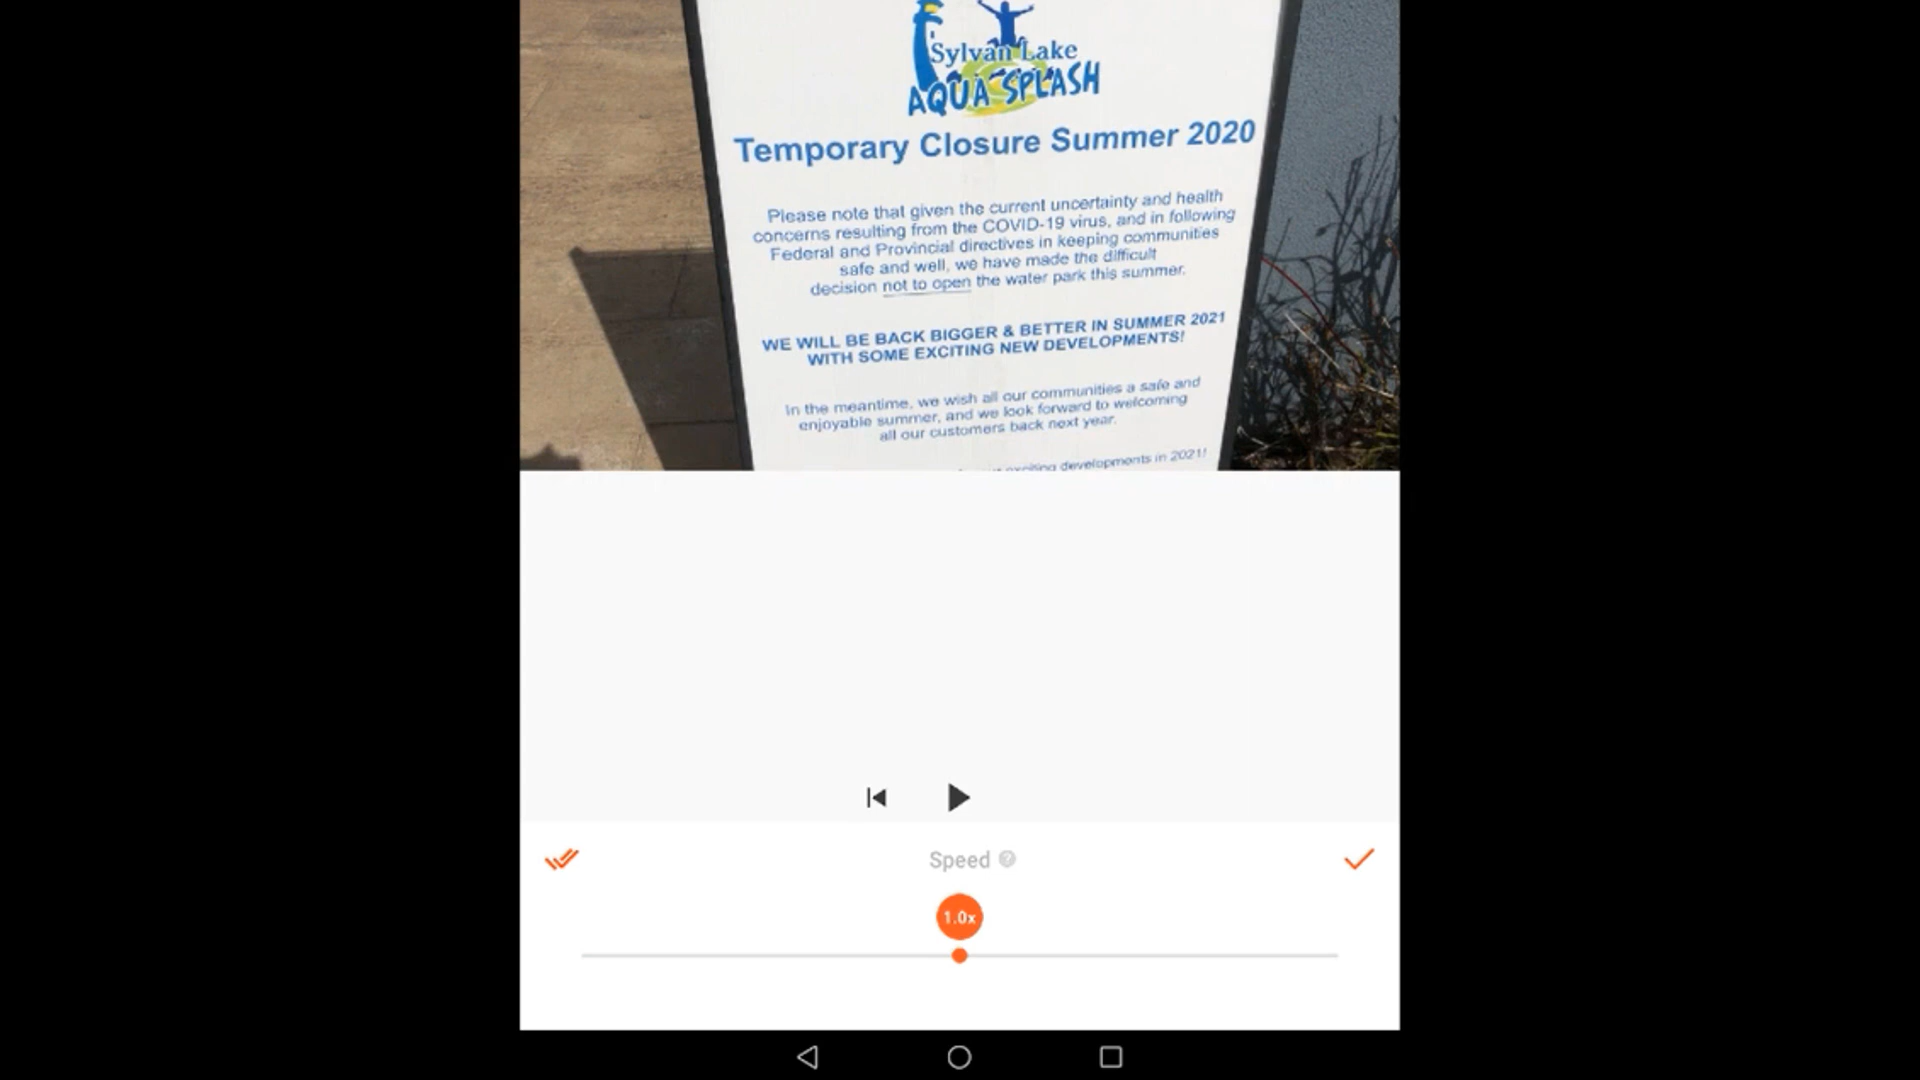 Sylvan Lake
AQUA SPLASH
Temporary Closure Summer 2020
Please note that given the current uncertainty and health
concerns resulting from the COVID-19 virus, and in following
Federal and Provincial directives in keeping communities
safe and well, we have made the difficult
decision not to open the water park this summer.
WE WILL BE BACK BIGGER & BETTER IN SUMMER 2021
WITH SOME EXCITING NEW DEVELOPMENTS!
In the meantime, we wish all our communities a safe and
enjoyable summer, and we look forward to welcoming
all our customers back next year.
exciting developments in 2021!
Speed ?
1.0x